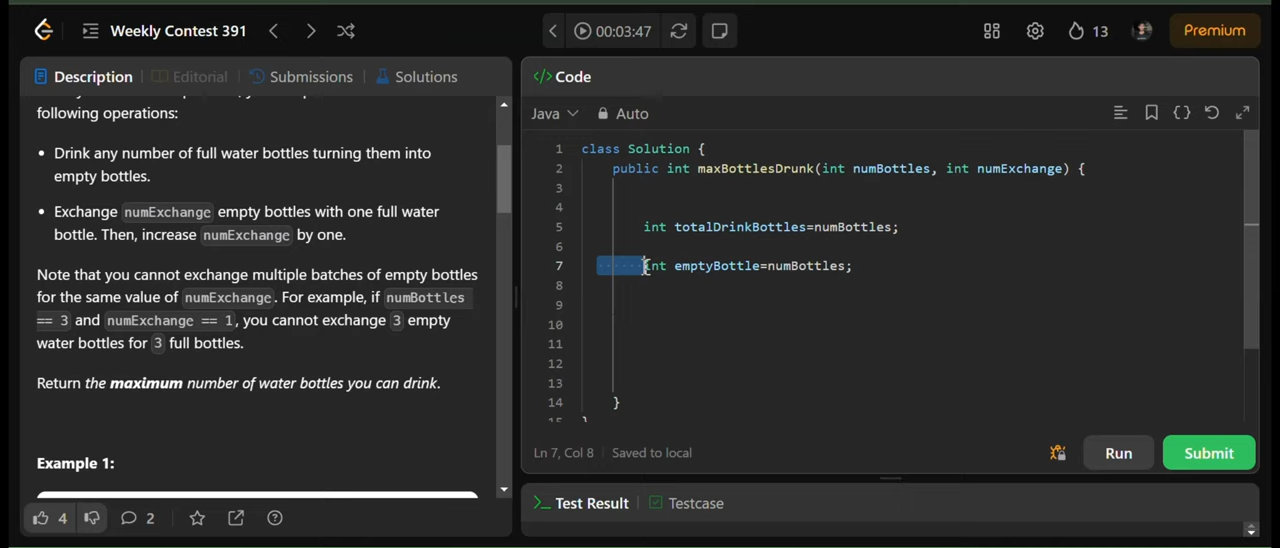 Weekly Contest 391
00:03:47
13
Premium
Description
Editorial
Submissions
Solutions
following operations:
• Drink any number of full water bottles turning them into
empty bottles.
• Exchange numExchange empty bottles with one full water
bottle. Then, increase numExchange by one.
Note that you cannot exchange multiple batches of empty bottles
for the same value of numExchange. For example, if numBottles
== 3 and numExchange == 1, you cannot exchange 3 empty
water bottles for 3 full bottles.
Return the maximum number of water bottles you can drink.
Example 1:
4
2
</> Code
Java
Auto
1 class Solution {
2 public int maxBottlesDrunk(int numBottles, int numExchange) {
3
4
5 int totalDrinkBottles=numBottles;
6
7 int emptyBottle=numBottles;
8
9
10
11
12
13
14 }
15 }
Ln 7, Col 8
Saved to local
Run
Submit
Test Result
Testcase